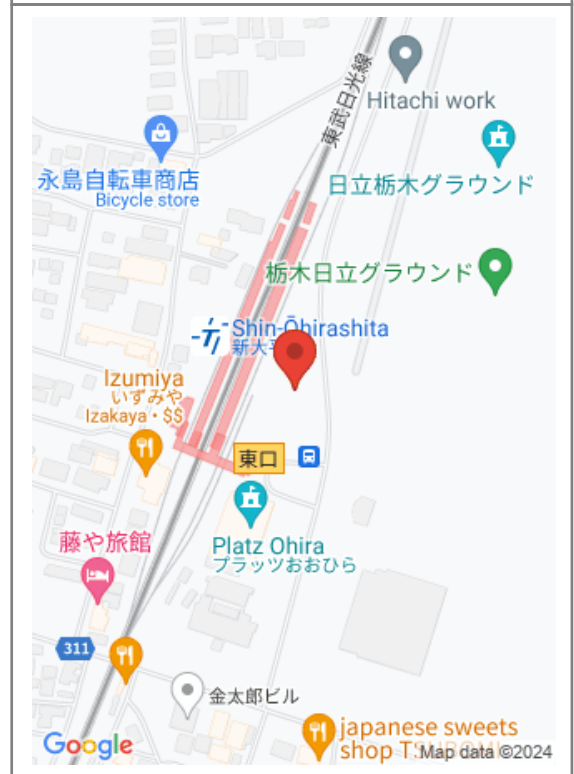 東武日光線
Hitachi work
日立栃木グラウンド
永島自転車商店
Bicycle store
栃木日立グラウンド
Shin-Ōhirashita
新大
Izumiya
いずみや
Izakaya・$$
東口
Platz Ohira
プラッツおおひら
藤や旅館
311
金太郎ビル
japanese sweets
shop
Google
Map data ©2024